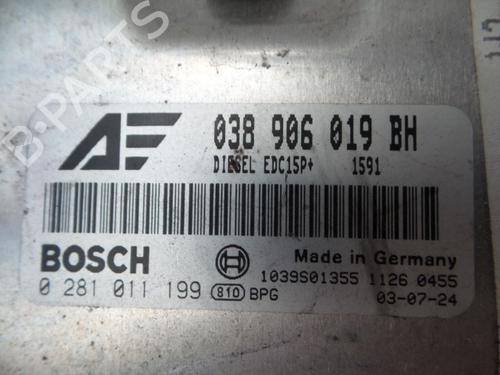 AE 038 906 019 BH
DIESEL EDC15P+ 1591
BOSCH Made in Germany
1039S01355 1126 0455
0 281 011 199 810 BPG 03-07-24
B-PARTS